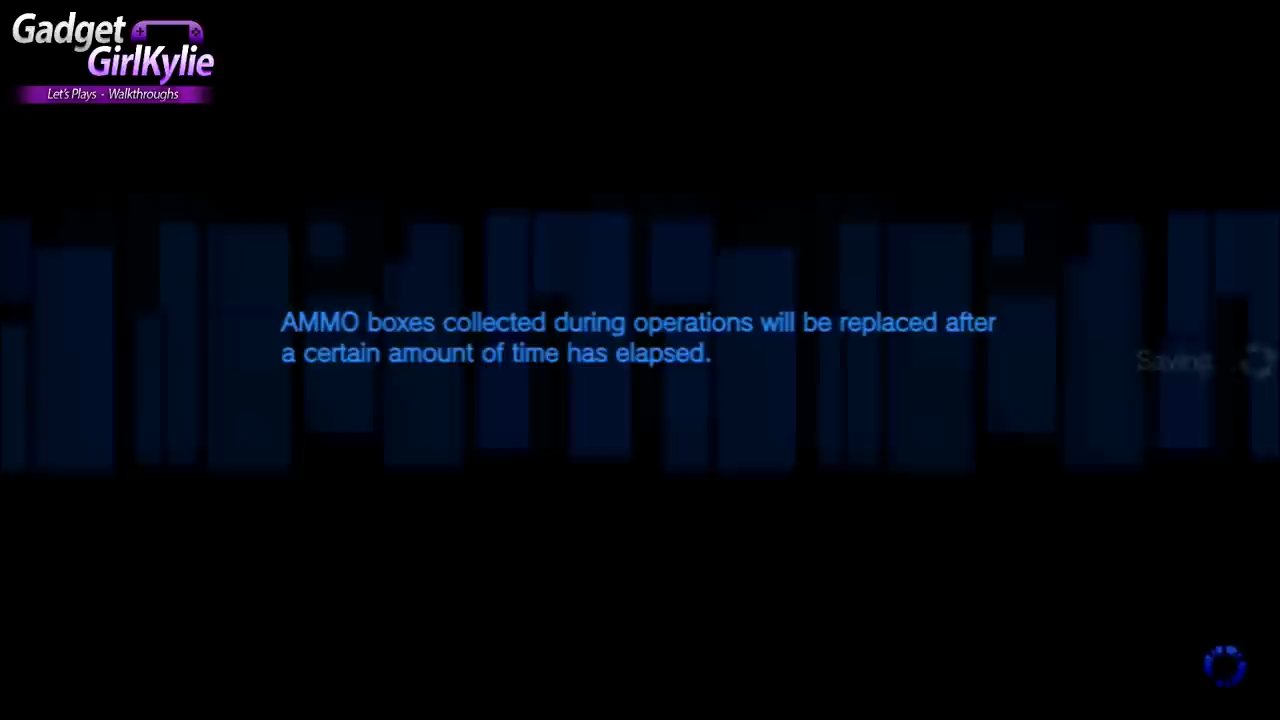 Gadget
GirlKylie
Let's Plays - Walkthroughs
AMMO boxes collected during operations will be replaced after
a certain amount of time has elapsed.
Saving